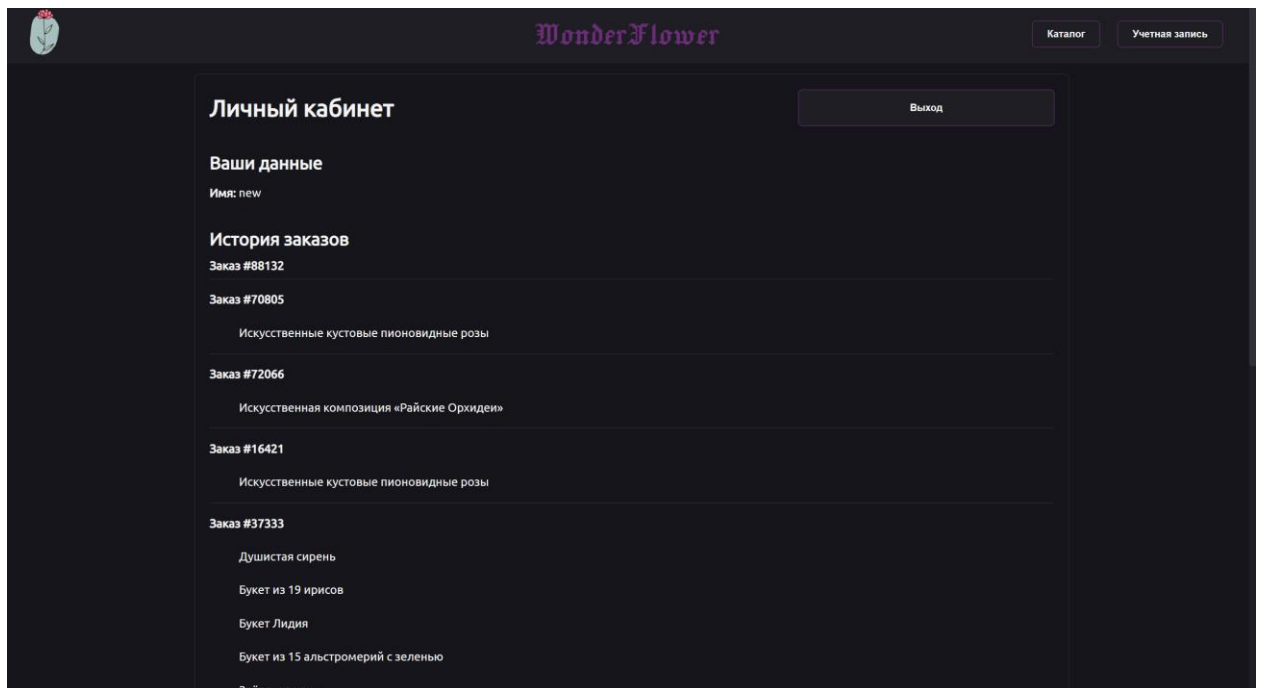 WonderFlower
Каталог
Учетная запись
Личный кабинет
Выход
Ваши данные
Имя: new
История заказов
Заказ #88132
Заказ #70805
Искусственные кустовые пионовидные розы
Заказ #72066
Искусственная композиция «Райские Орхидеи»
Заказ #16421
Искусственные кустовые пионовидные розы
Заказ #37333
Душистая сирень
Букет из 19 ирисов
Букет Лидия
Букет из 15 альстромерий с зеленью